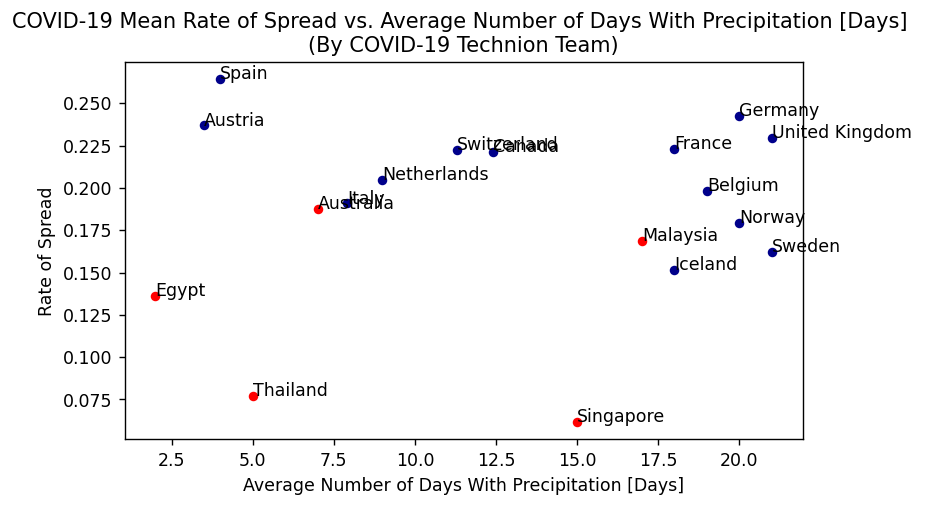 COVID-19 Mean Rate of Spread vs. Average Number of Days With Precipitation [Days]
(By COVID-19 Technion Team)
Spain
0.250
Germany
Austria
United Kingdom
0.225
Switzerland
Canada
France
0.200
Netherlands
Belgium
Italy
Australia
Rate of Spread
0.175
Norway
Malaysia
Sweden
0.150
Iceland
Egypt
0.125
0.100
Thailand
0.075
Singapore
2.5 5.0 7.5 10.0 12.5 15.0 17.5 20.0
Average Number of Days With Precipitation [Days]